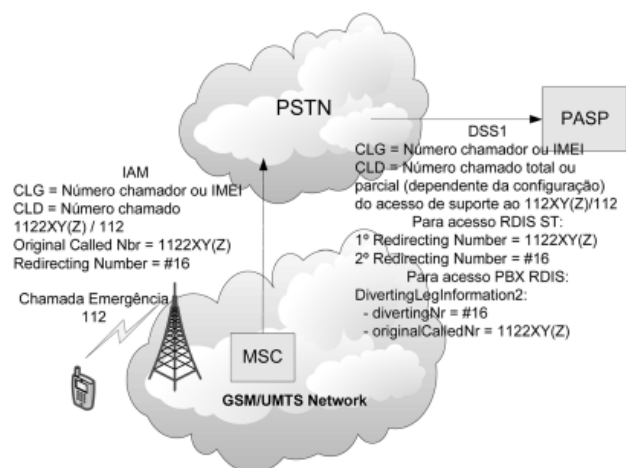 PSTN
PASP
DSS1
CLG = Número chamador ou IMEI
CLD = Número chamado total ou
parcial (dependente da configuração)
do acesso de suporte ao 112XY(Z)/112
Para acesso RDIS ST:
1º Redirecting Number = 1122XY(Z)
2º Redirecting Number = #16
Para acesso PBX RDIS:
DivertingLegInformation2:
- divertingNr = #16
- originalCalledNr = 1122XY(Z)
IAM
CLG = Número chamador ou IMEI
CLD = Número chamado
1122XY(Z) / 112
Original Called Nbr = 1122XY(Z)
Redirecting Number = #16
Chamada Emergência
112
MSC
GSM/UMTS Network